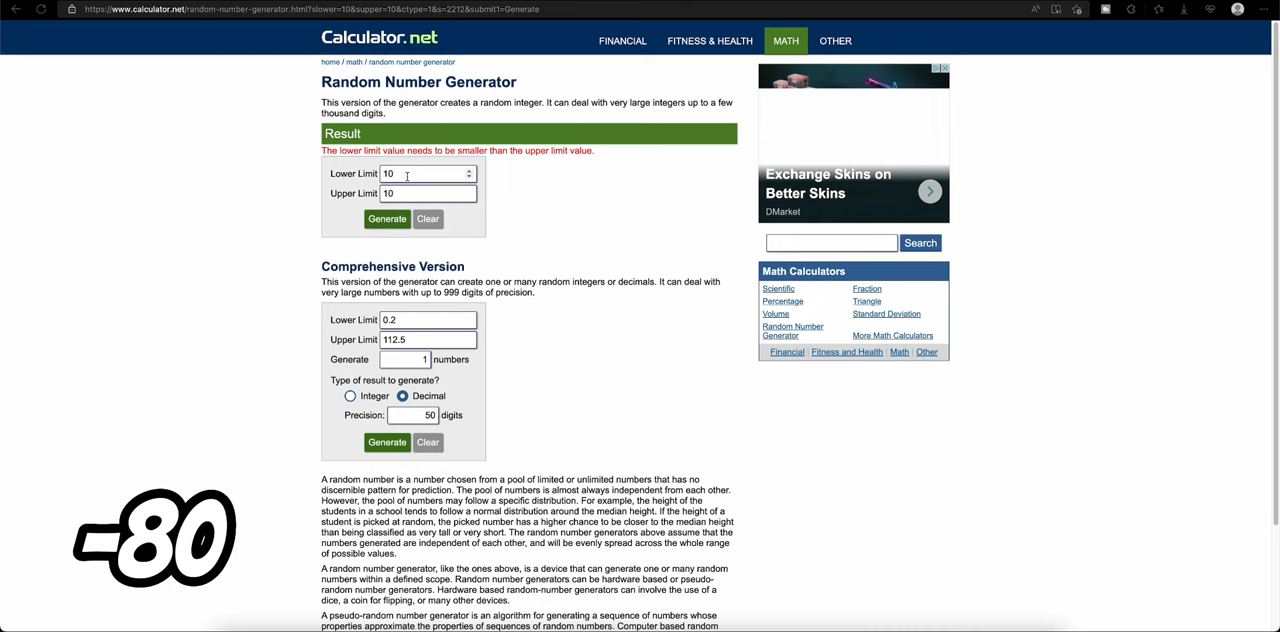 https://www.calculator.net/random-number-generator.html?slower=10&supper=10&ctype=1&s=2212&submit1=Generate
Calculator.net
FINANCIAL FITNESS & HEALTH MATH OTHER
home / math / random number generator
Random Number Generator
This version of the generator creates a random integer. It can deal with very large integers up to a few
thousand digits.
Result
The lower limit value needs to be smaller than the upper limit value.
Lower Limit 10
Upper Limit 10
Generate Clear
Comprehensive Version
This version of the generator can create one or many random integers or decimals. It can deal with
very large numbers with up to 999 digits of precision.
Lower Limit 0.2
Upper Limit 112.5
Generate 1 numbers
Type of result to generate?
Integer Decimal
Precision: 50 digits
Generate Clear
A random number is a number chosen from a pool of limited or unlimited numbers that has no
discernible pattern for prediction. The pool of numbers is almost always independent from each other.
However, the pool of numbers may follow a specific distribution. For example, the height of the
students in a school tends to follow a normal distribution around the median height. If the height of a
student is picked at random, the picked number has a higher chance to be closer to the median height
than being classified as very tall or very short. The random number generators above assume that the
numbers generated are independent of each other, and will be evenly spread across the whole range
of possible values.
A random number generator, like the ones above, is a device that can generate one or many random
numbers within a defined scope. Random number generators can be hardware based or pseudo-
random number generators. Hardware based random-number generators can involve the use of a
dice, a coin for flipping, or many other devices.
A pseudo-random number generator is an algorithm for generating a sequence of numbers whose
properties approximate the properties of sequences of random numbers. Computer based random
Exchange Skins on
Better Skins
DMarket
Search
Math Calculators
Scientific Fraction
Percentage Triangle
Volume Standard Deviation
Random Number
Generator More Math Calculators
Financial | Fitness and Health | Math | Other
-80